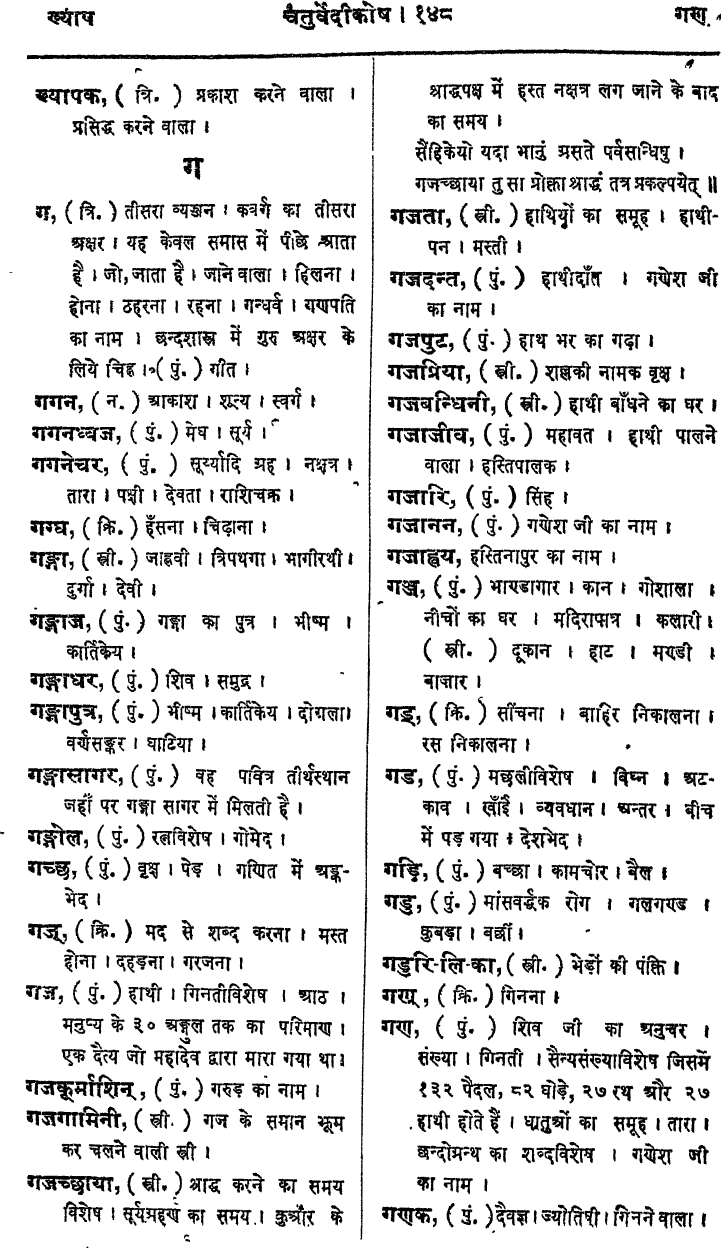 ख्याप चतुर्वेदीकोष । १४८ गण
ख्यापक, ( त्रि. ) प्रकाश करने वाला ।
प्रसिद्ध करने वाला ।
ग
ग, ( त्रि. ) तीसरा व्यञ्जन । कवर्ग का तीसरा
अक्षर । यह केवल समास में पीछे आता
है । जो, जाता है । जाने वाला । हिलना ।
होना । ठहरना । रहना । गन्धर्व । गणपति
का नाम । छन्दशास्त्र में गुरु अक्षर के
लिये चिह्न । ( पुं. ) गीत ।
गगन, ( न. ) आकाश । शून्य । स्वर्ग ।
गगनध्वज, ( पुं. ) मेघ । सूर्य ।
गगनेचर, ( पुं. ) सूर्य्यादि ग्रह । नक्षत्र ।
तारा । पक्षी । देवता । राशिचक्र ।
गग्घ, ( क्रि. ) हँसना । चिढ़ाना ।
गङ्गा, ( स्त्री. ) जाह्नवी । त्रिपथगा । भागीरथी ।
दुर्गा । देवी ।
गङ्गाज, ( पुं. ) गङ्गा का पुत्र । भीष्म ।
कार्तिकेय ।
गङ्गाधर, ( पुं. ) शिव । समुद्र ।
गङ्गापुत्र, ( पुं. ) भीष्म । कार्तिकेय । दोगला ।
वर्णसङ्कर । घाटिया ।
गङ्गासागर, ( पुं. ) वह पवित्र तीर्थस्थान
जहाँ पर गङ्गा सागर में मिलती है ।
गङ्गोल, ( पुं. ) रत्नविशेष । गोमेद ।
गच्छ, ( पुं. ) वृक्ष । पेड़ । गणित में अङ्क-
भेद ।
गज्, ( क्रि. ) मद से शब्द करना । मस्त
होना । दहड़ना । गरजना ।
गज, ( पुं. ) हाथी । गिनतीविशेष । आठ ।
मनुष्य के ३० अङ्गुल तक का परिमाण ।
एक दैत्य जो महादेव द्वारा मारा गया था ।
गजकूर्माशिन्, ( पुं. ) गरुड का नाम ।
गजगामिनी, ( स्त्री. ) गज के समान झूम
कर चलने वाली स्त्री ।
गजच्छाया, ( स्त्री. ) श्राद्ध करने का समय
विशेष । सूर्यग्रहण का समय । कुआँर के
श्राद्धपक्ष में हस्त नक्षत्र लग जाने के बाद
का समय ।
सैंहिकेयो यदा भानुं ग्रसते पर्वसन्धिषु ।
गजच्छाया तु सा प्रोक्ता श्राद्धं तत्र प्रकल्पयेत् ॥
गजता, ( स्त्री. ) हाथियों का समूह । हाथी-
पन । मस्ती ।
गजदन्त, ( पुं. ) हाथीदाँत । गणेश जी
का नाम ।
गजपुट, ( पुं. ) हाथ भर का गढ़ा ।
गजप्रिया, ( स्त्री. ) शल्लकी नामक वृक्ष ।
गजबन्धिनी, ( स्त्री. ) हाथी बाँधने का घर ।
गजाजीव, ( पुं. ) महावत । हाथी पालने
वाला । हस्तिपालक ।
गजारि, ( पुं. ) सिंह ।
गजानन, ( पुं. ) गणेश जी का नाम ।
गजाह्वय, हस्तिनापुर का नाम ।
गञ्ज, ( पुं. ) भाण्डागार । कान । गोशाला ।
नीचों का घर । मदिरापात्र । कलारी ।
( स्त्री. ) दूकान । हाट । मण्डी ।
बाज़ार ।
गड्, ( क्रि. ) सींचना । बाहिर निकालना ।
रस निकालना ।
गड, ( पुं. ) मछलीविशेष । विघ्न । अट-
काव । खाँई । व्यवधान । अन्तर । बीच
में पड़ गया । देशभेद ।
गड़ि, ( पुं. ) बच्छा । कामचोर । बैल ।
गडु, ( पुं. ) मांसवर्द्धक रोग । गलगण्ड ।
कुबड़ा । बर्छी ।
गडुरि-लि-का, ( स्त्री. ) भेड़ों की पंक्ति ।
गण्, ( क्रि. ) गिनना ।
गण, ( पुं. ) शिव जी का अनुचर ।
संख्या । गिनती । सैन्यसंख्याविशेष जिसमें
१३२ पैदल, ८२ घोड़े, २७ रथ और २७
हाथी होते हैं । धातुओं का समूह । तारा ।
छन्दोग्रन्थ का शब्दविशेष । गणेश जी
का नाम ।
गणक, ( पुं. ) दैवज्ञ । ज्योतिषी । गिनने वाला ।